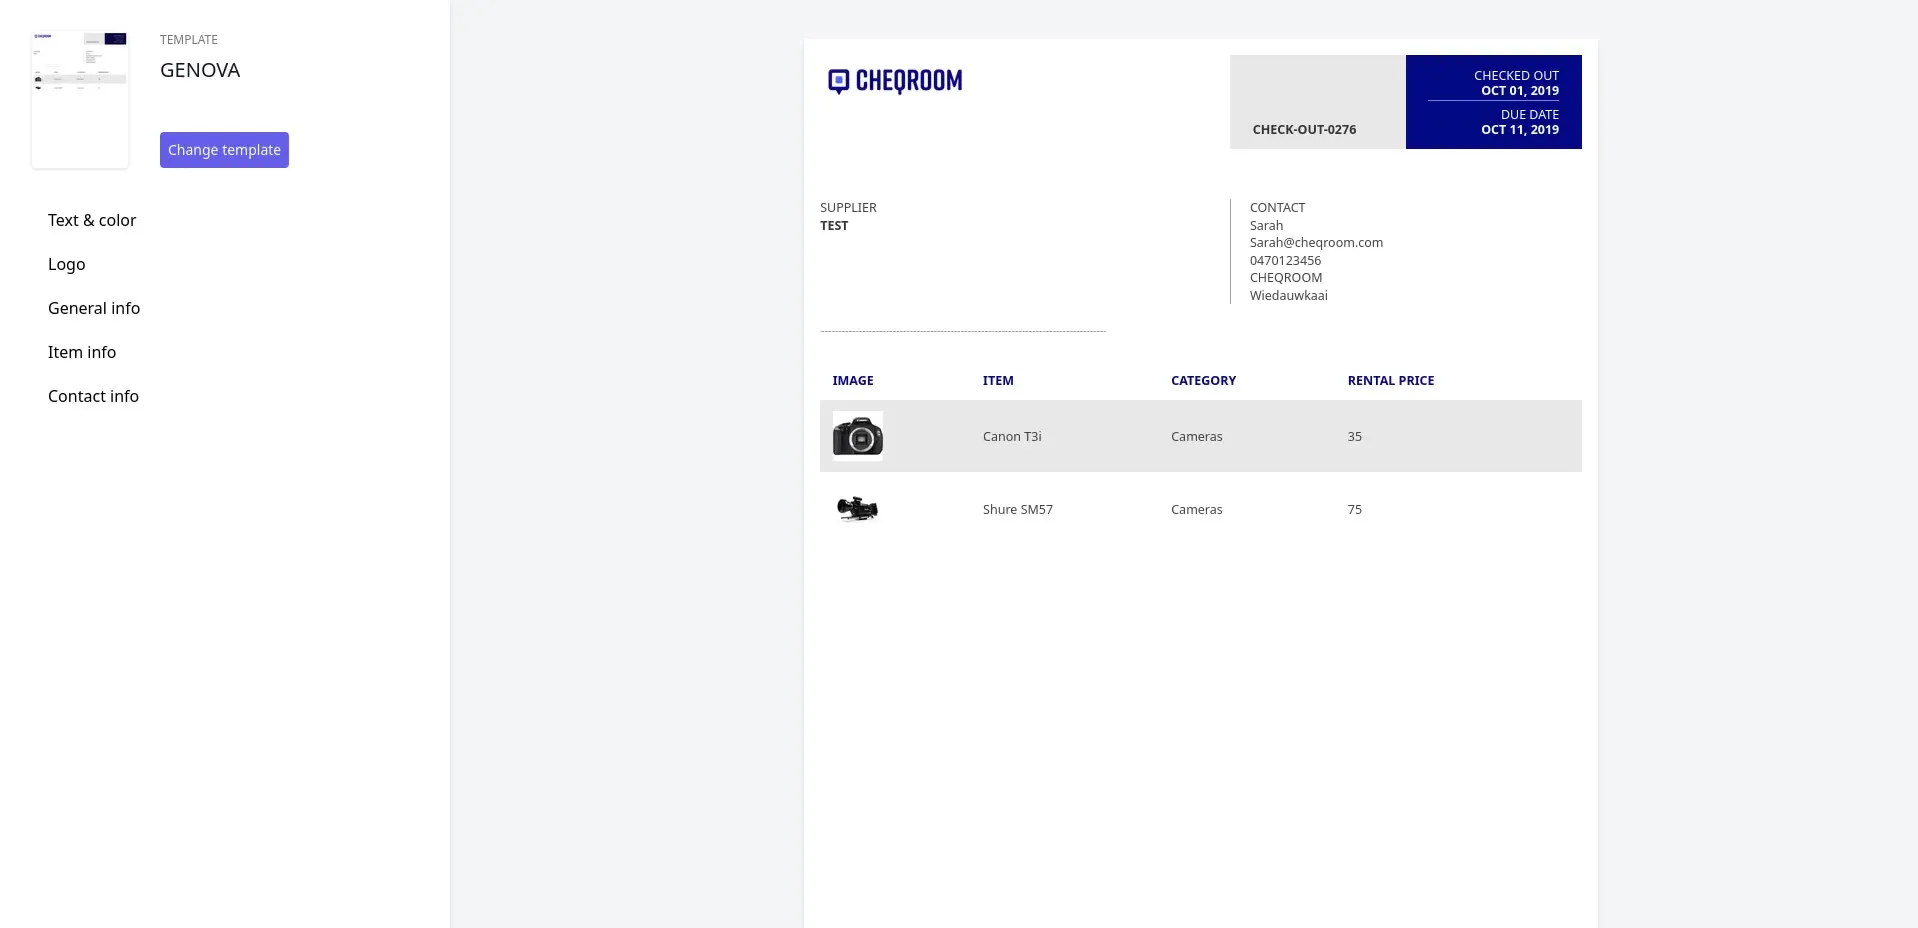 TEMPLATE
GENOVA
Change template
Text & color
Logo
General info
Item info
Contact info
CHEQROOM
CHECK-OUT-0276
CHECKED OUT
OCT 01, 2019
DUE DATE
OCT 11, 2019
SUPPLIER
TEST
CONTACT
Sarah
Sarah@cheqroom.com
0470123456
CHEQROOM
Wiedauwkaai
IMAGE ITEM CATEGORY RENTAL PRICE
Canon T3i Cameras 35
Shure SM57 Cameras 75